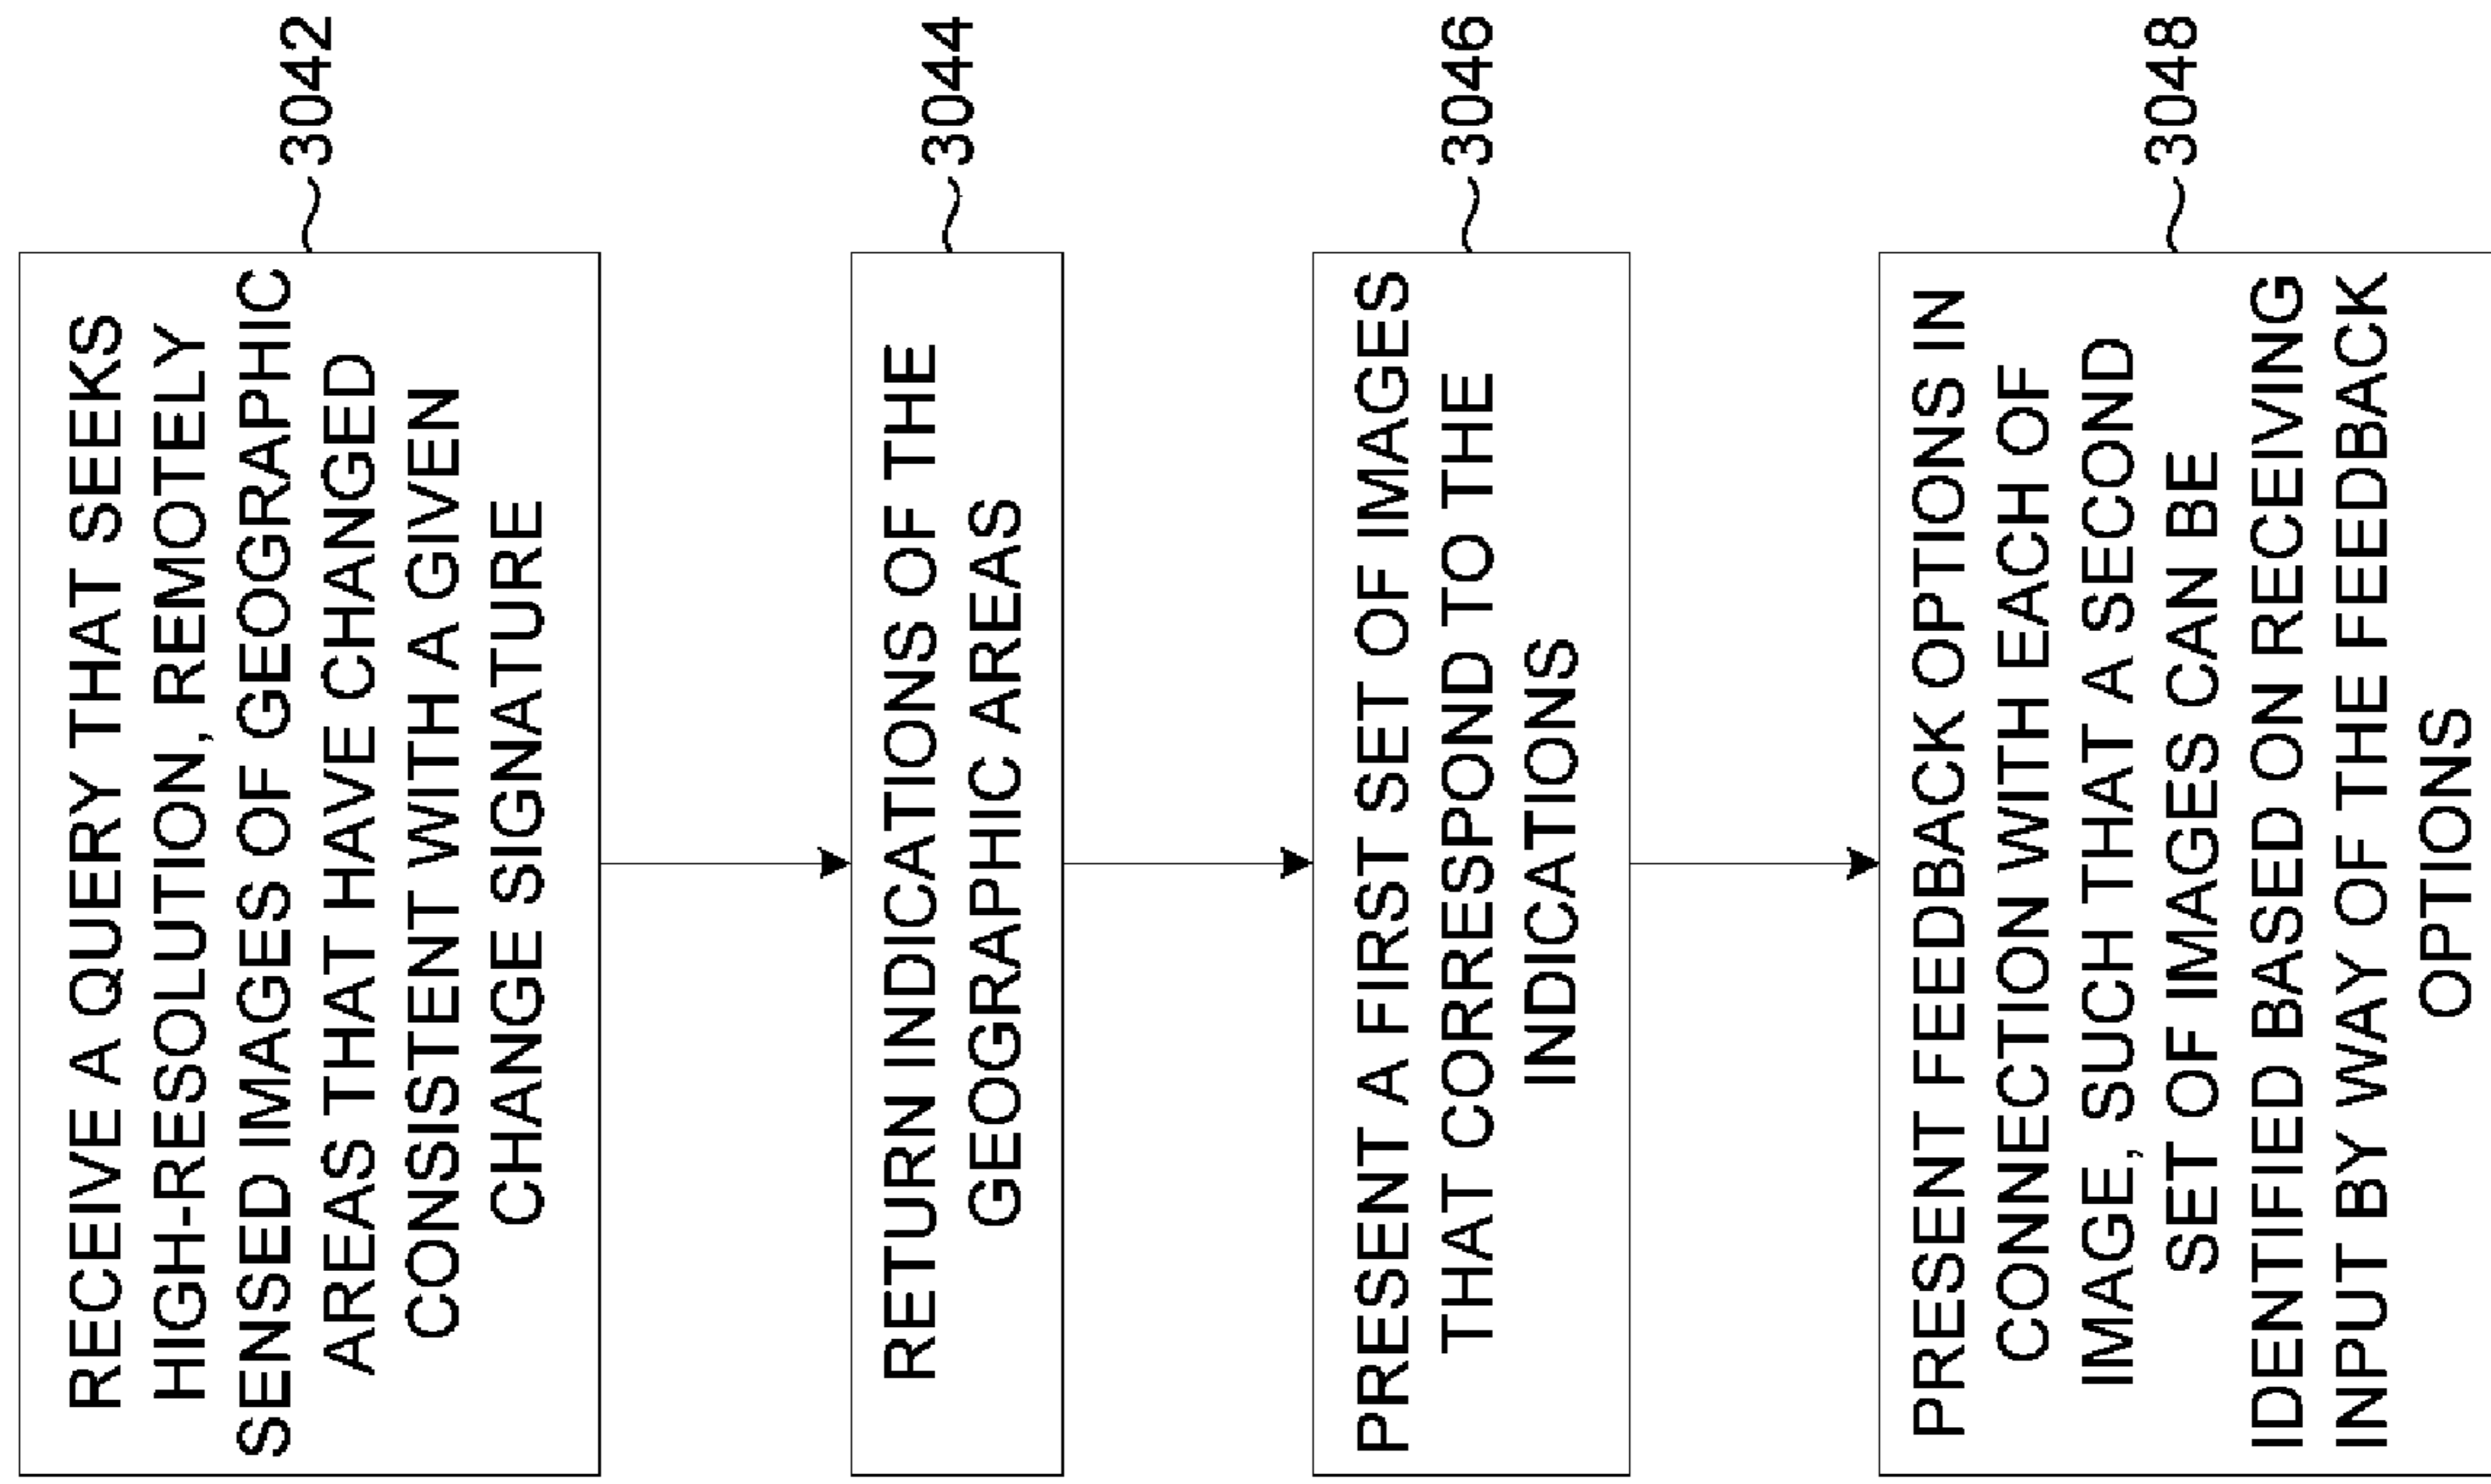 RECEIVE A QUERY THAT SEEKS
HIGH-RESOLUTION, REMOTELY
SENSED IMAGES OF GEOGRAPHIC
AREAS THAT HAVE CHANGED
CONSISTENT WITH A GIVEN
CHANGE SIGNATURE
3042
RETURN INDICATIONS OF THE
GEOGRAPHIC AREAS
3044
PRESENT A FIRST SET OF IMAGES
THAT CORRESPOND TO THE
INDICATIONS
3046
PRESENT FEEDBACK OPTIONS IN
CONNECTION WITH EACH OF
IMAGE, SUCH THAT A SECOND
SET OF IMAGES CAN BE
IDENTIFIED BASED ON RECEIVING
INPUT BY WAY OF THE FEEDBACK
OPTIONS
3048